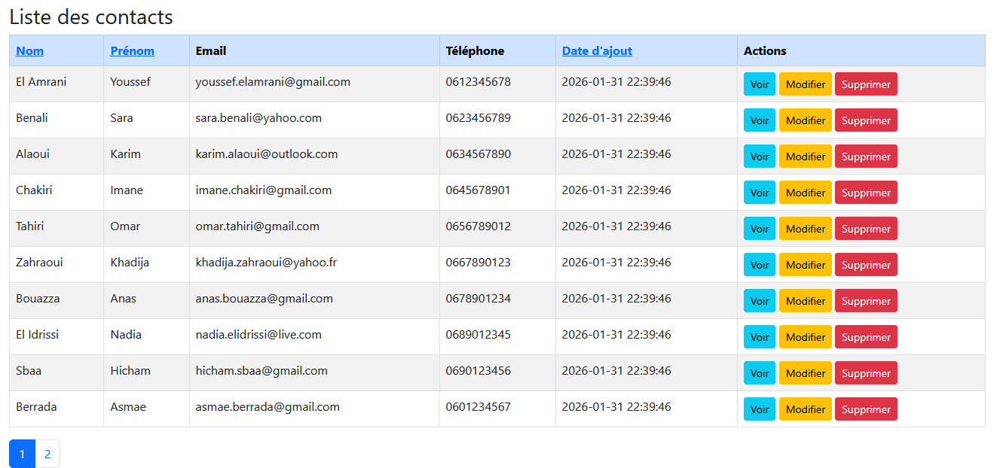 Liste des contacts
Nom Prénom Email Téléphone Date d'ajout Actions
El Amrani Youssef youssef.elamrani@gmail.com 0612345678 2026-01-31 22:39:46 Voir Modifier Supprimer
Benali Sara sara.benali@yahoo.com 0623456789 2026-01-31 22:39:46 Voir Modifier Supprimer
Alaoui Karim karim.alaoui@outlook.com 0634567890 2026-01-31 22:39:46 Voir Modifier Supprimer
Chakiri Imane imane.chakiri@gmail.com 0645678901 2026-01-31 22:39:46 Voir Modifier Supprimer
Tahiri Omar omar.tahiri@gmail.com 0656789012 2026-01-31 22:39:46 Voir Modifier Supprimer
Zahraoui Khadija khadija.zahraoui@yahoo.fr 0667890123 2026-01-31 22:39:46 Voir Modifier Supprimer
Bouazza Anas anas.bouazza@gmail.com 0678901234 2026-01-31 22:39:46 Voir Modifier Supprimer
El Idrissi Nadia nadia.elidrissi@live.com 0689012345 2026-01-31 22:39:46 Voir Modifier Supprimer
Sbaa Hicham hicham.sbaa@gmail.com 0690123456 2026-01-31 22:39:46 Voir Modifier Supprimer
Berrada Asmae asmae.berrada@gmail.com 0601234567 2026-01-31 22:39:46 Voir Modifier Supprimer
1 2